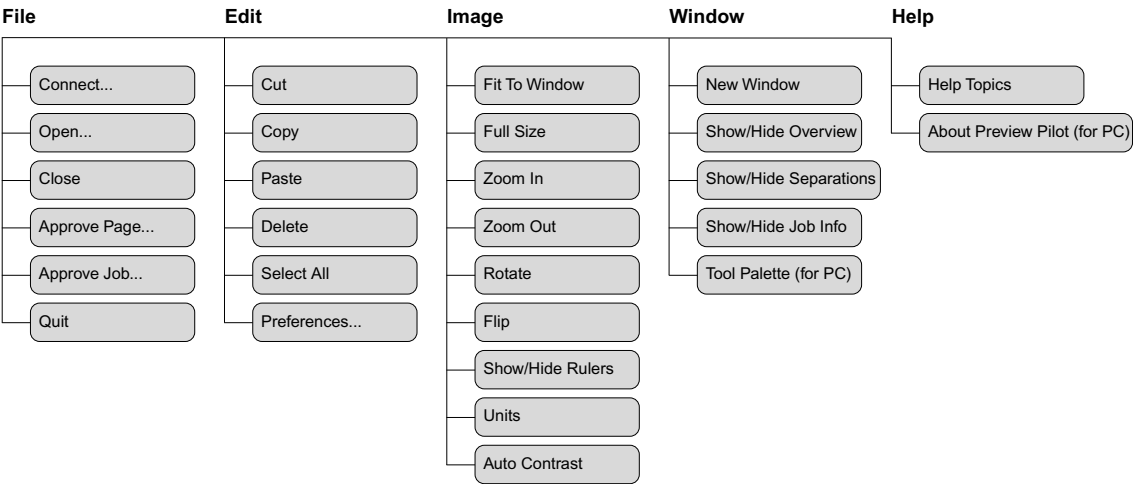 File
Edit
Image
Window
Help
Connect...
Open...
Close
Approve Page...
Approve Job...
Quit
Cut
Copy
Paste
Delete
Select All
Preferences...
Fit To Window
Full Size
Zoom In
Zoom Out
Rotate
Flip
Show/Hide Rulers
Units
Auto Contrast
New Window
Show/Hide Overview
Show/Hide Separations
Show/Hide Job Info
Tool Palette (for PC)
Help Topics
About Preview Pilot (for PC)